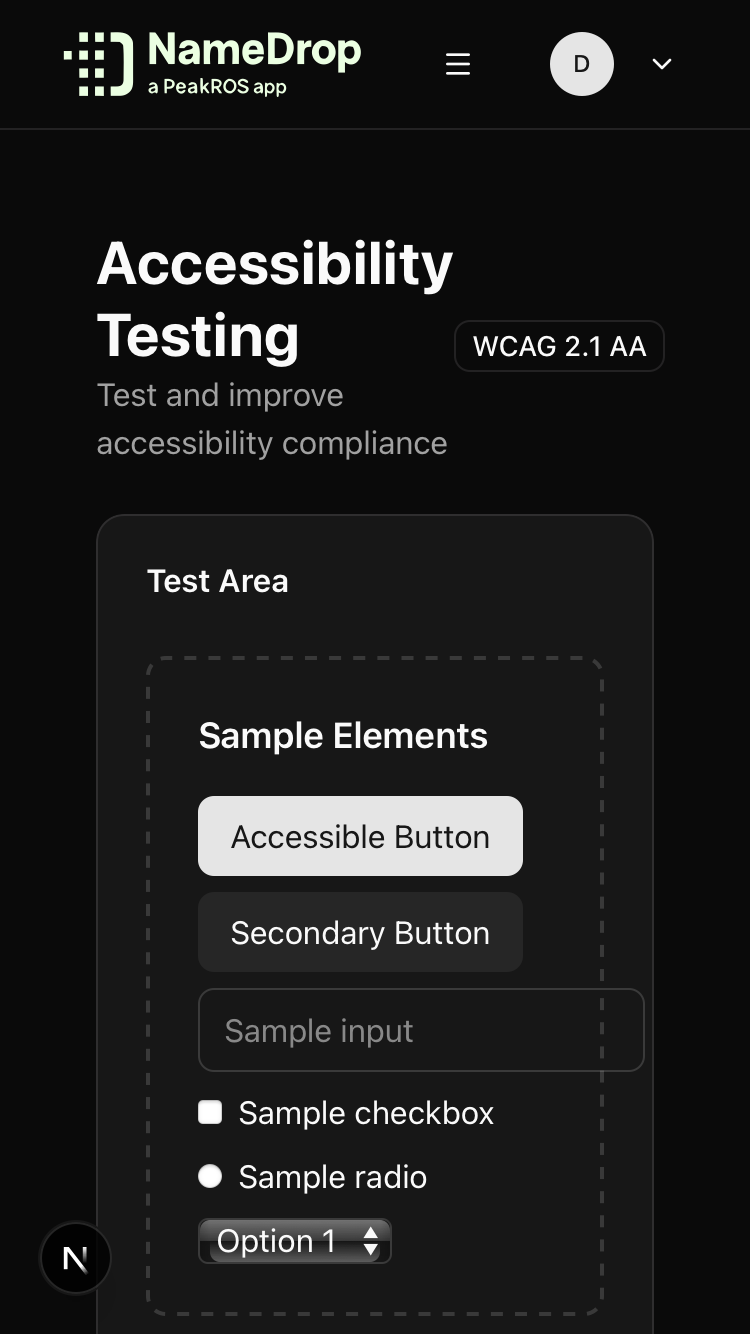 NameDrop
a PeakROS app
D
Accessibility
Testing
WCAG 2.1 AA
Test and improve
accessibility compliance
Test Area
Sample Elements
Accessible Button
Secondary Button
Sample input
Sample checkbox
Sample radio
Option 1
N